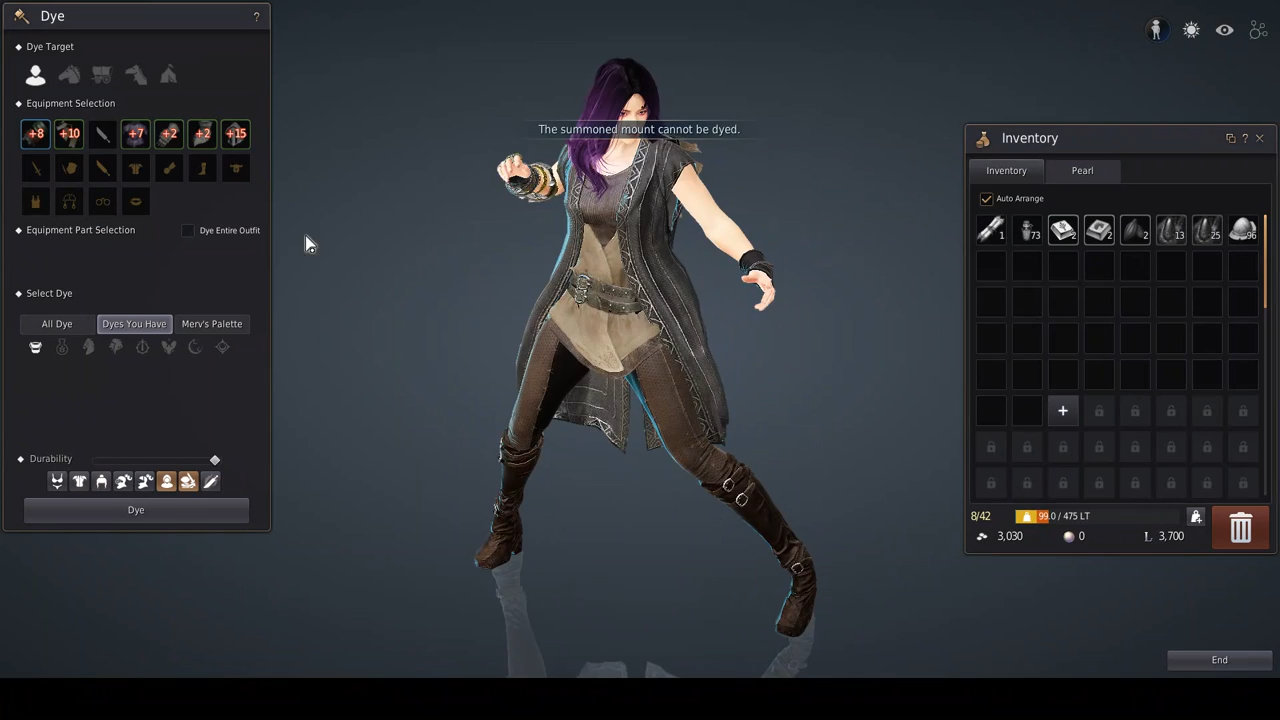 Dye ?
Dye Target
Equipment Selection
+8 +10 +7 +2 +2 +15
Equipment Part Selection Dye Entire Outfit
Select Dye
All Dye Dyes You Have Merv's Palette
Durability
Dye
The summoned mount cannot be dyed.
Inventory ?
Inventory Pearl
Auto Arrange
1 73 2 2 2 13 25 96
+
8/42 99.0 / 475 LT
3,030 0 L 3,700
End